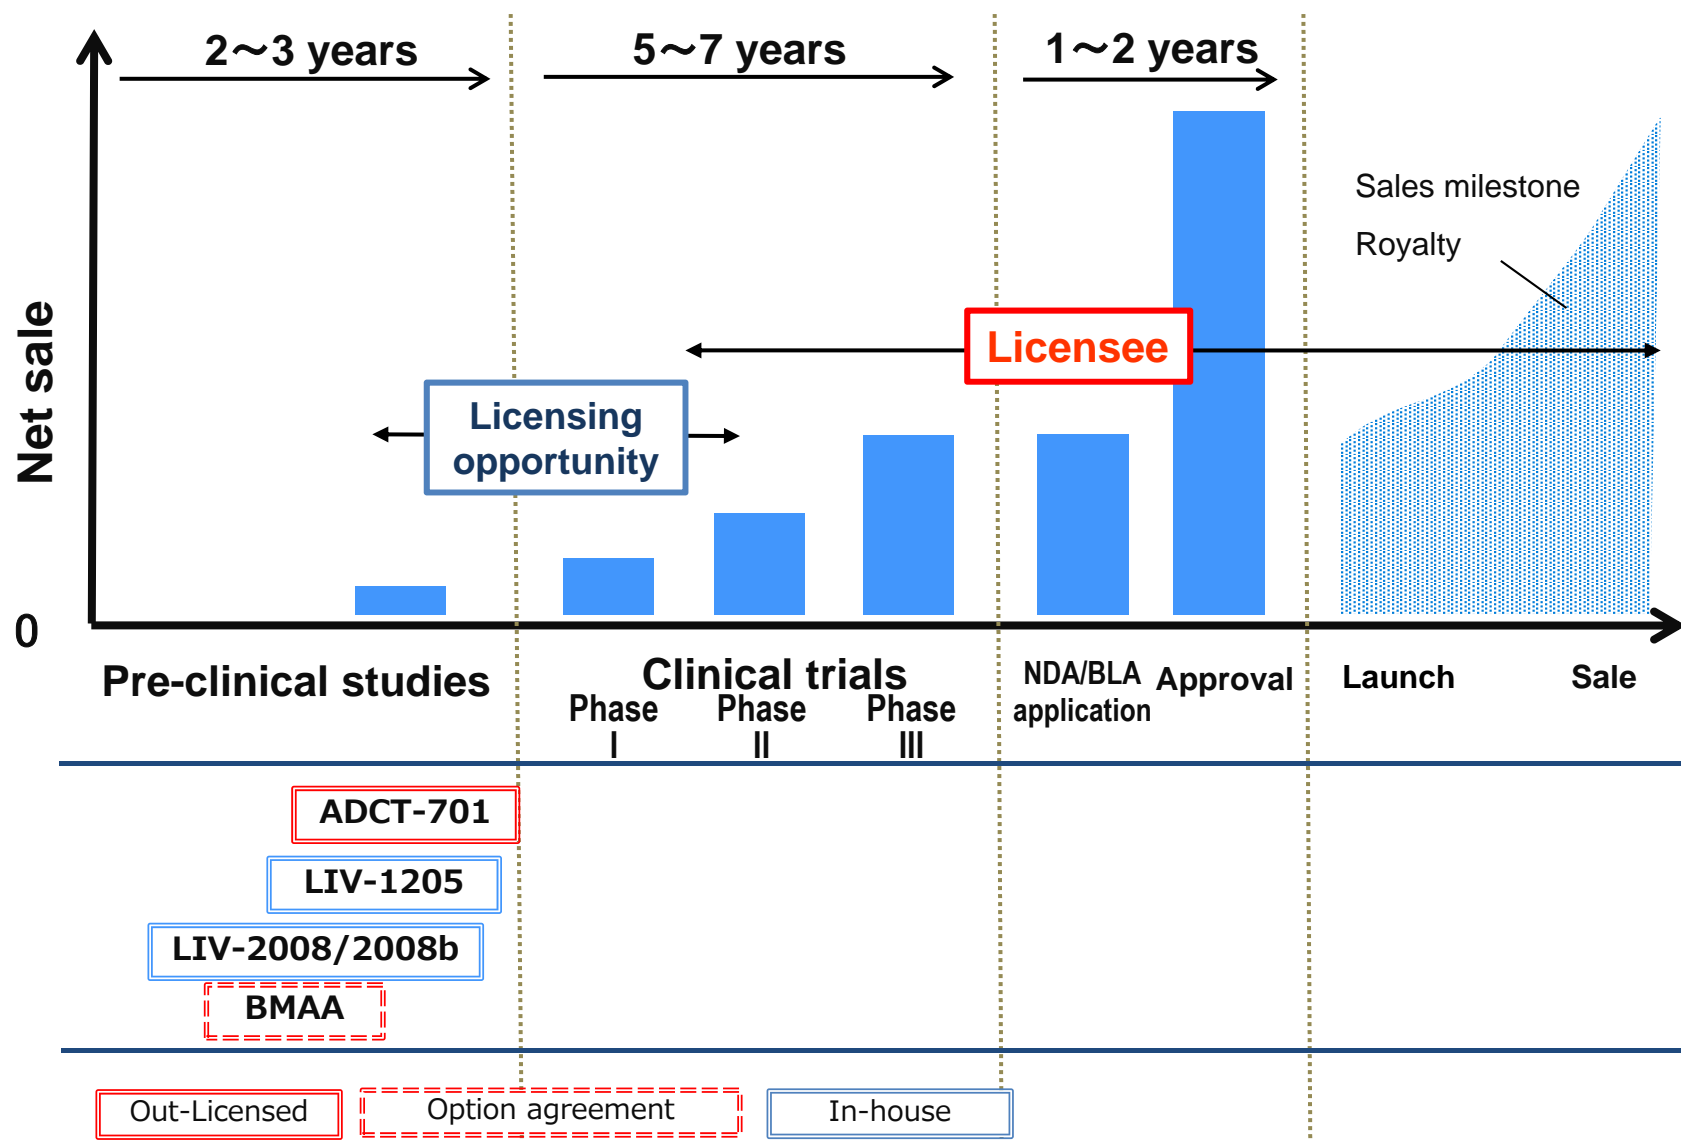 2～3 years
5～7 years
1～2 years
Sales milestone
Royalty
Net sale
Licensee
Licensing
opportunity
0
Pre-clinical studies
Clinical trials
Phase
I
Phase
II
Phase
III
NDA/BLA
application
Approval
Launch
Sale
ADCT-701
LIV-1205
LIV-2008/2008b
BMAA
Out-Licensed
Option agreement
In-house